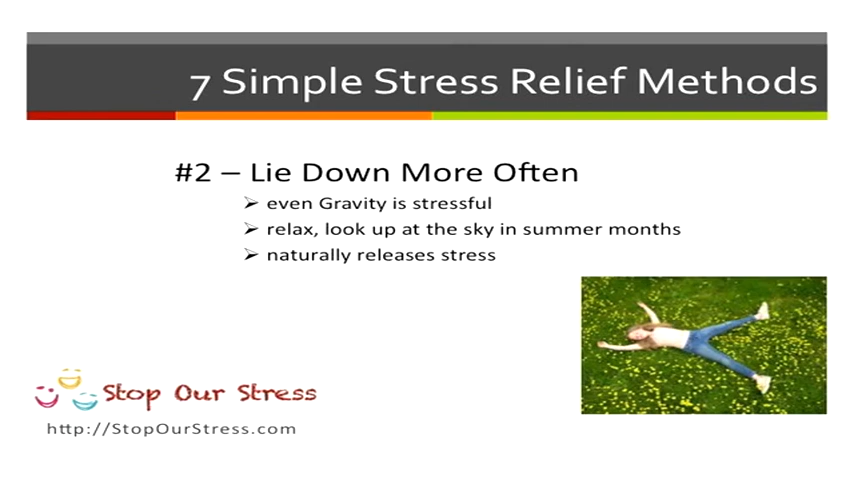 7 Simple Stress Relief Methods
#2 – Lie Down More Often
even Gravity is stressful
relax, look up at the sky in summer months
naturally releases stress
Stop Our Stress
http://StopOurStress.com